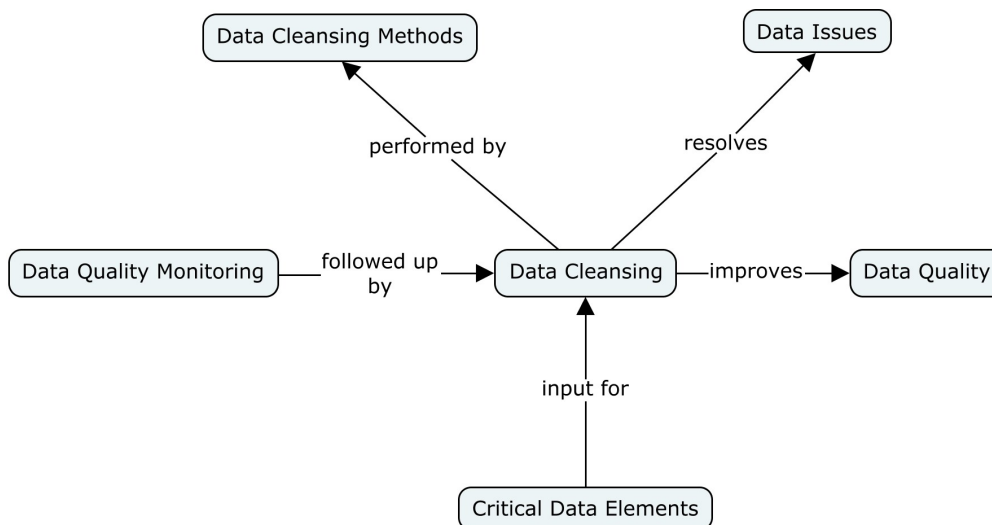 Data Cleansing Methods
Data Issues
performed by
resolves
Data Quality Monitoring
followed up
by
Data Cleansing
improves
Data Quality
input for
Critical Data Elements